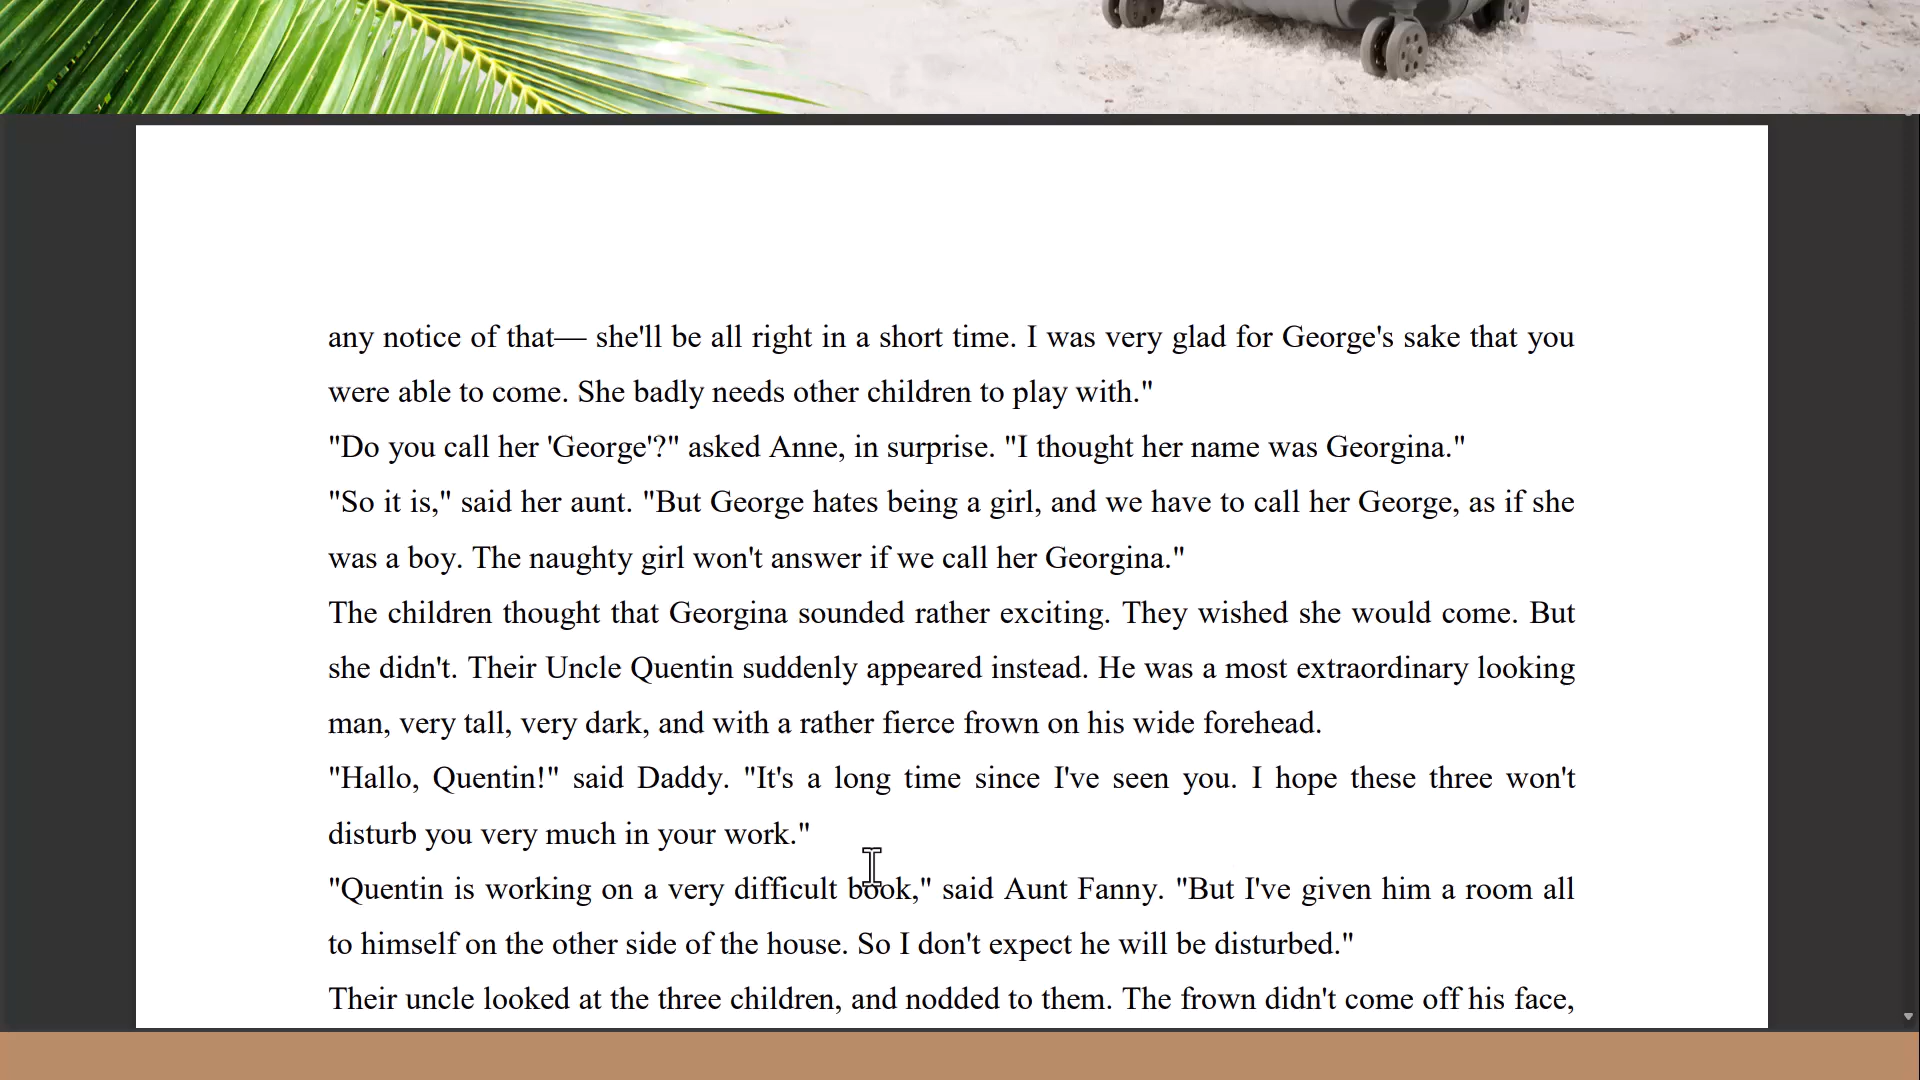 any notice of that— she'll be all right in a short time. I was very glad for George's sake that you
were able to come. She badly needs other children to play with."
"Do you call her 'George'?" asked Anne, in surprise. "I thought her name was Georgina."
"So it is," said her aunt. "But George hates being a girl, and we have to call her George, as if she
was a boy. The naughty girl won't answer if we call her Georgina."
The children thought that Georgina sounded rather exciting. They wished she would come. But
she didn't. Their Uncle Quentin suddenly appeared instead. He was a most extraordinary looking
man, very tall, very dark, and with a rather fierce frown on his wide forehead.
"Hallo, Quentin!" said Daddy. "It's a long time since I've seen you. I hope these three won't
disturb you very much in your work."
"Quentin is working on a very difficult book," said Aunt Fanny. "But I've given him a room all
to himself on the other side of the house. So I don't expect he will be disturbed."
Their uncle looked at the three children, and nodded to them. The frown didn't come off his face,